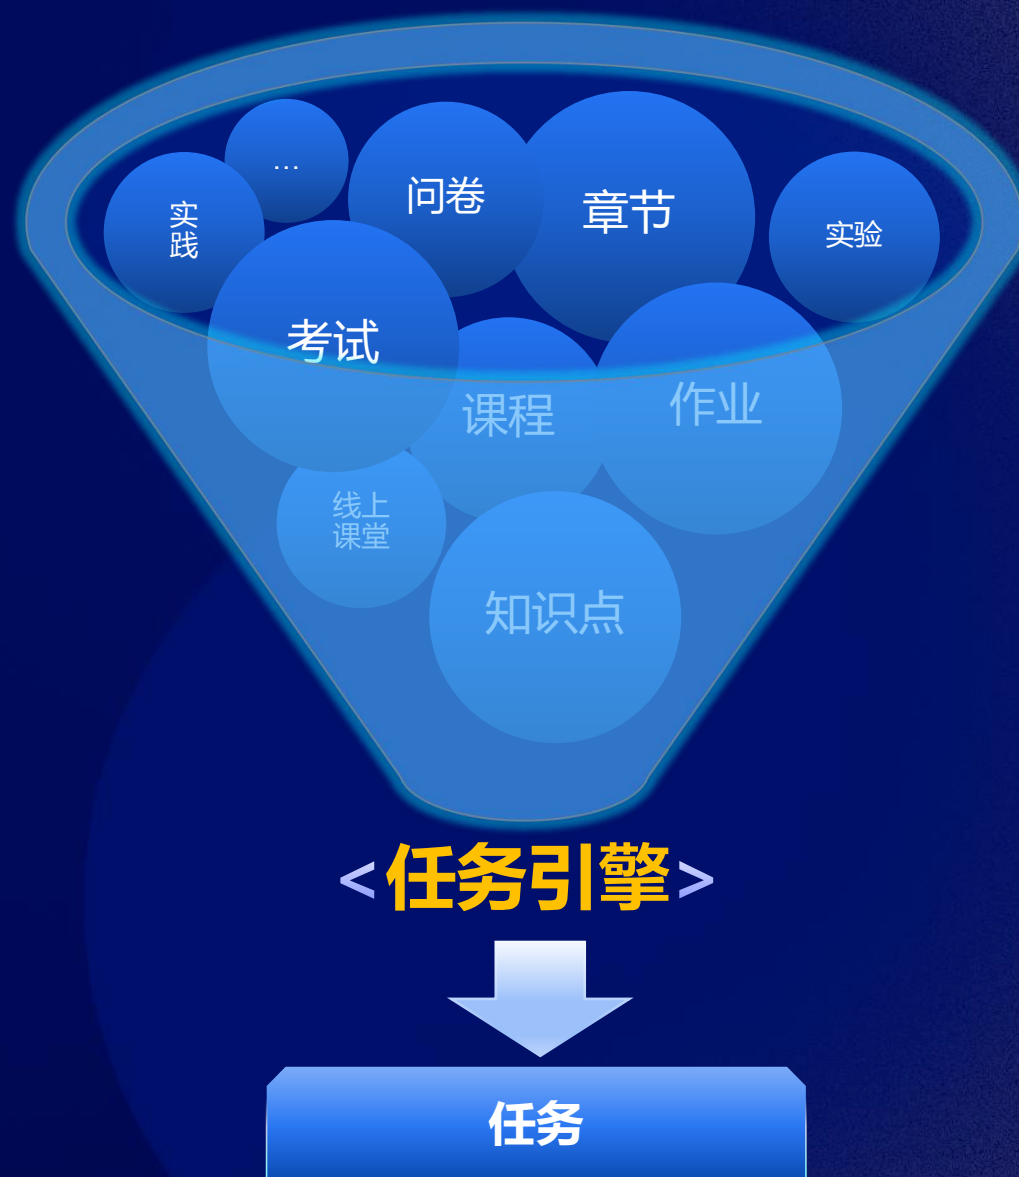 …
问卷
章节
实
践
实验
考试
课程
作业
线上
课堂
知识点
<任务引擎>
任务